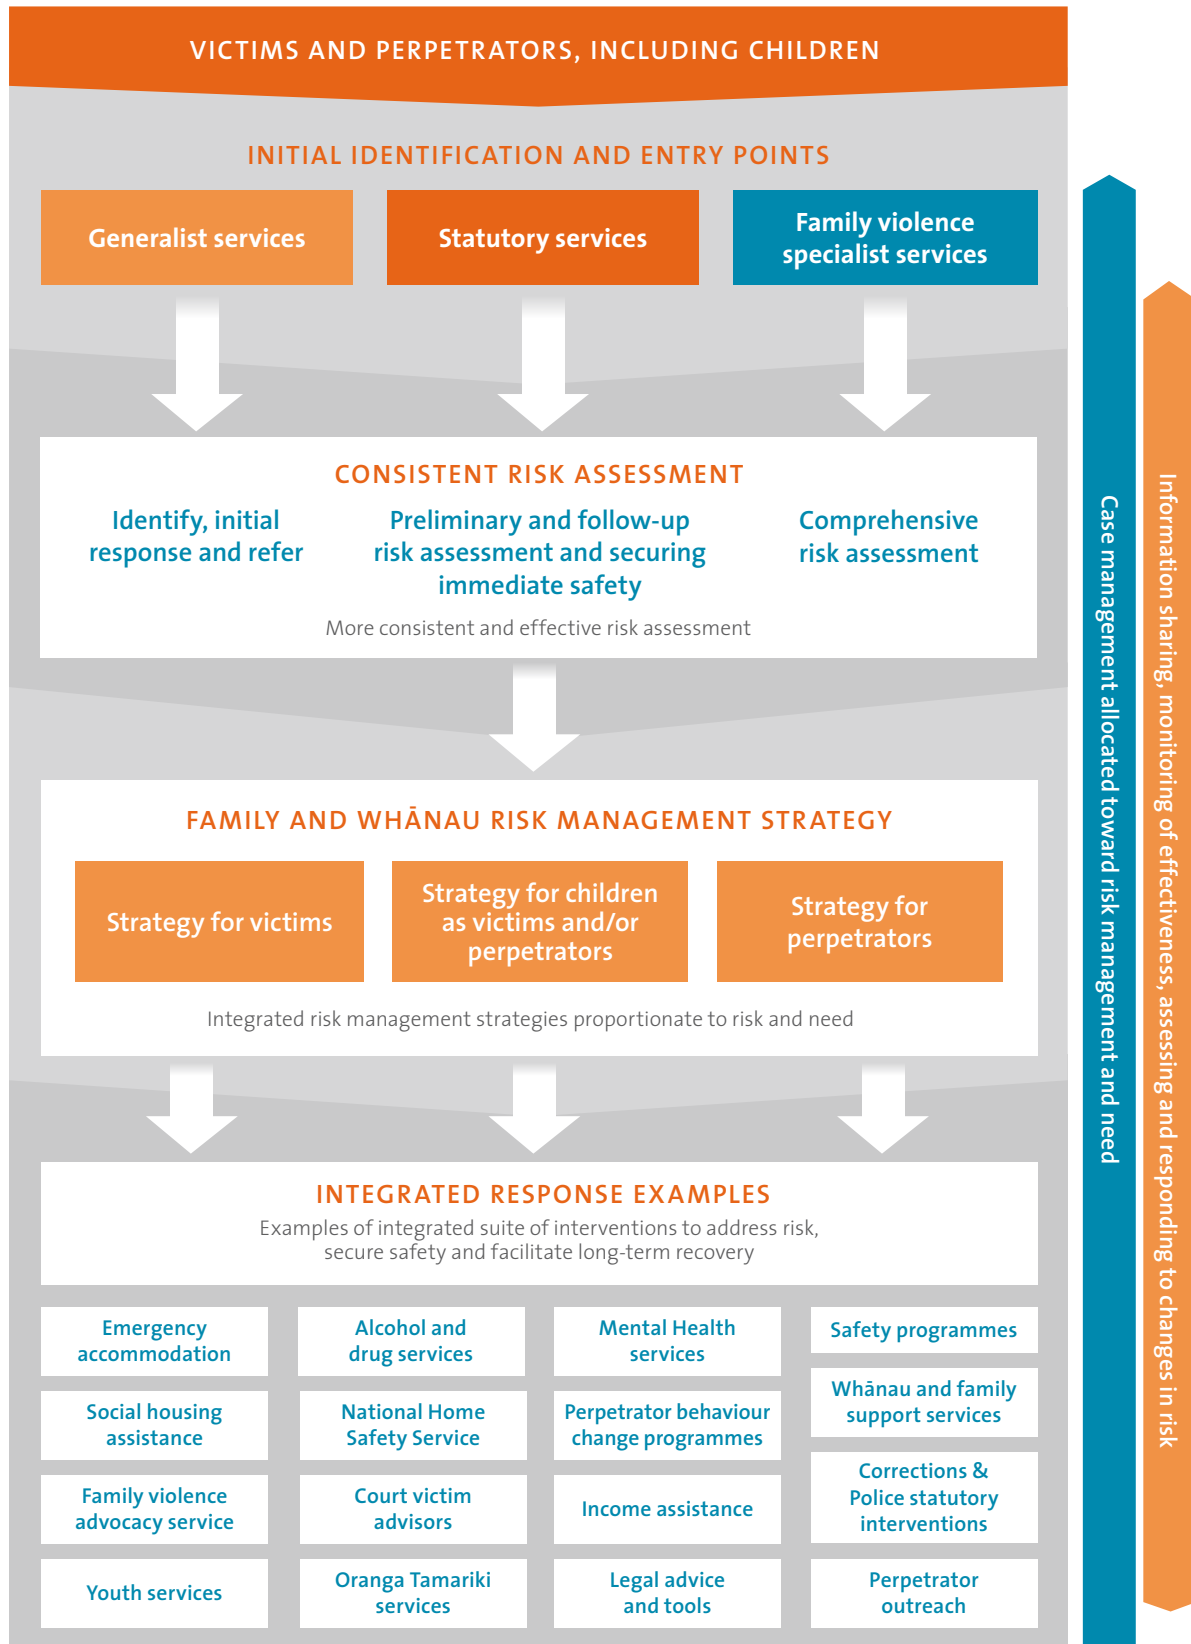 VICTIMS AND PERPETRATORS, INCLUDING CHILDREN
INITIAL IDENTIFICATION AND ENTRY POINTS
Generalist services
Statutory services
Family violence
specialist services
CONSISTENT RISK ASSESSMENT
Identify, initial
response and refer
Preliminary and follow-up
risk assessment and securing
immediate safety
Comprehensive
risk assessment
More consistent and effective risk assessment
FAMILY AND WHĀNAU RISK MANAGEMENT STRATEGY
Strategy for victims
Strategy for children
as victims and/or
perpetrators
Strategy for
perpetrators
Integrated risk management strategies proportionate to risk and need
INTEGRATED RESPONSE EXAMPLES
Examples of integrated suite of interventions to address risk,
secure safety and facilitate long-term recovery
Emergency
accommodation
Alcohol and
drug services
Mental Health
services
Safety programmes
Social housing
assistance
National Home
Safety Service
Perpetrator behaviour
change programmes
Whānau and family
support services
Family violence
advocacy service
Court victim
advisors
Income assistance
Corrections &
Police statutory
interventions
Youth services
Oranga Tamariki
services
Legal advice
and tools
Perpetrator
outreach
Case management allocated toward risk management and need
Information sharing, monitoring of effectiveness, assessing and responding to changes in risk